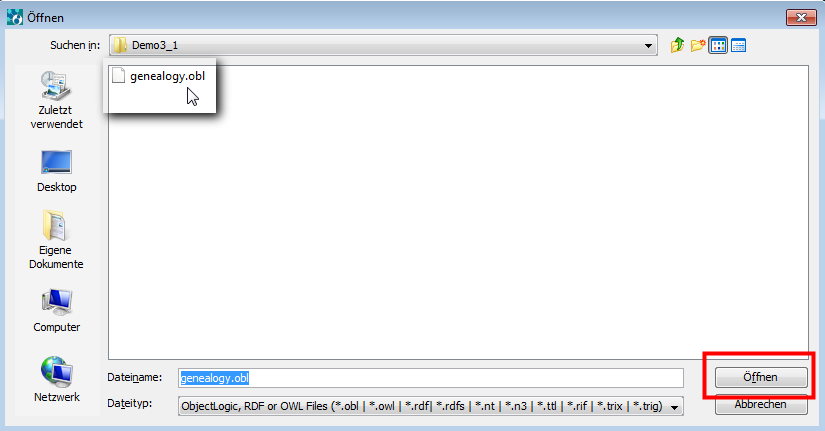 Öffnen
Suchen in: Demo3_1
genealogy.obl
Zuletzt
verwendet
Desktop
Eigene
Dokumente
Computer
Netzwerk
Dateiname: genealogy.obl
Öffnen
Dateityp: ObjectLogic, RDF or OWL Files (*.obl | *.owl | *.rdf| *.rdfs | *.nt | *.n3 | *.ttl | *.rif | *.trix | *.trig)
Abbrechen